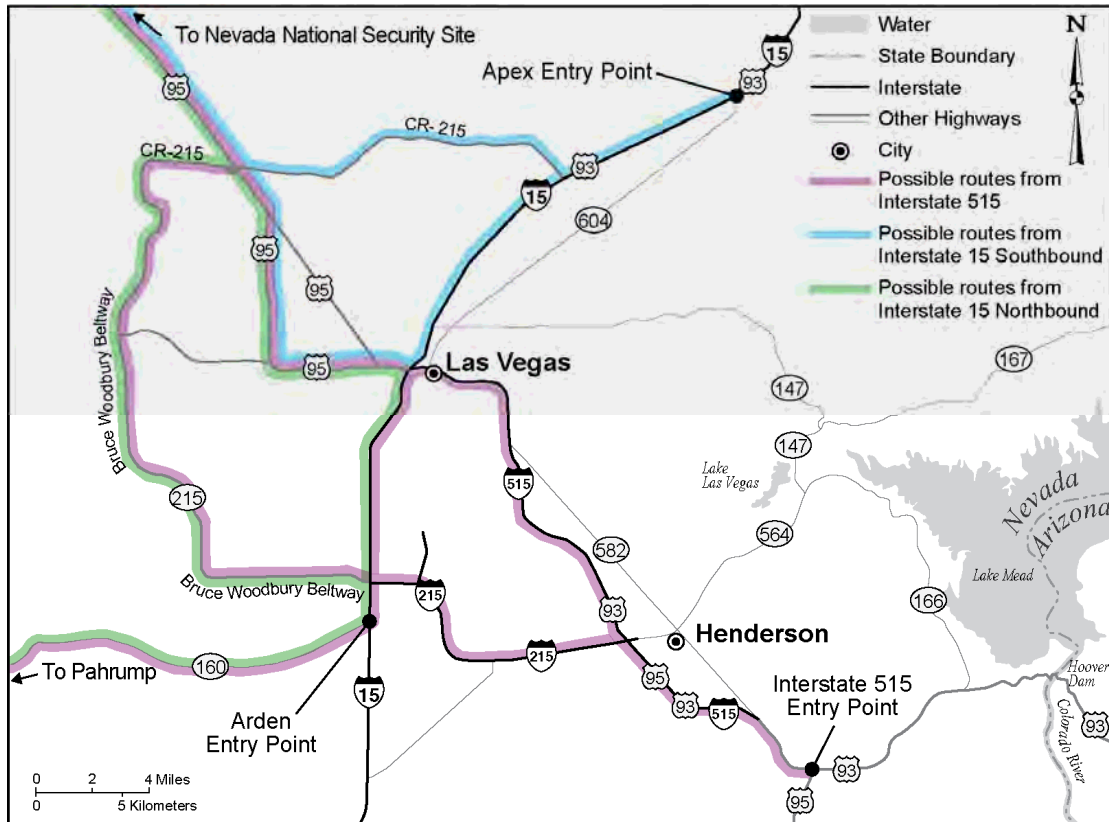 To Nevada National Security Site
Apex Entry Point
93
15
95
CR-215
CR-215
93
15
604
95
95
95
Bruce Woodbury Beltway
Las Vegas
147
167
147
Lake
Las Vegas
Nevada
Arizona
Lake Mead
515
582
564
166
215
Bruce Woodbury Beltway
215
93
Henderson
215
95
93
515
160
To Pahrump
15
Arden
Entry Point
Interstate 515
Entry Point
93
95
Hoover
Dam
Colorado River
93
0 2 4 Miles
0 5 Kilometers
Water
State Boundary
Interstate
Other Highways
City
Possible routes from
Interstate 515
Possible routes from
Interstate 15 Southbound
Possible routes from
Interstate 15 Northbound
N